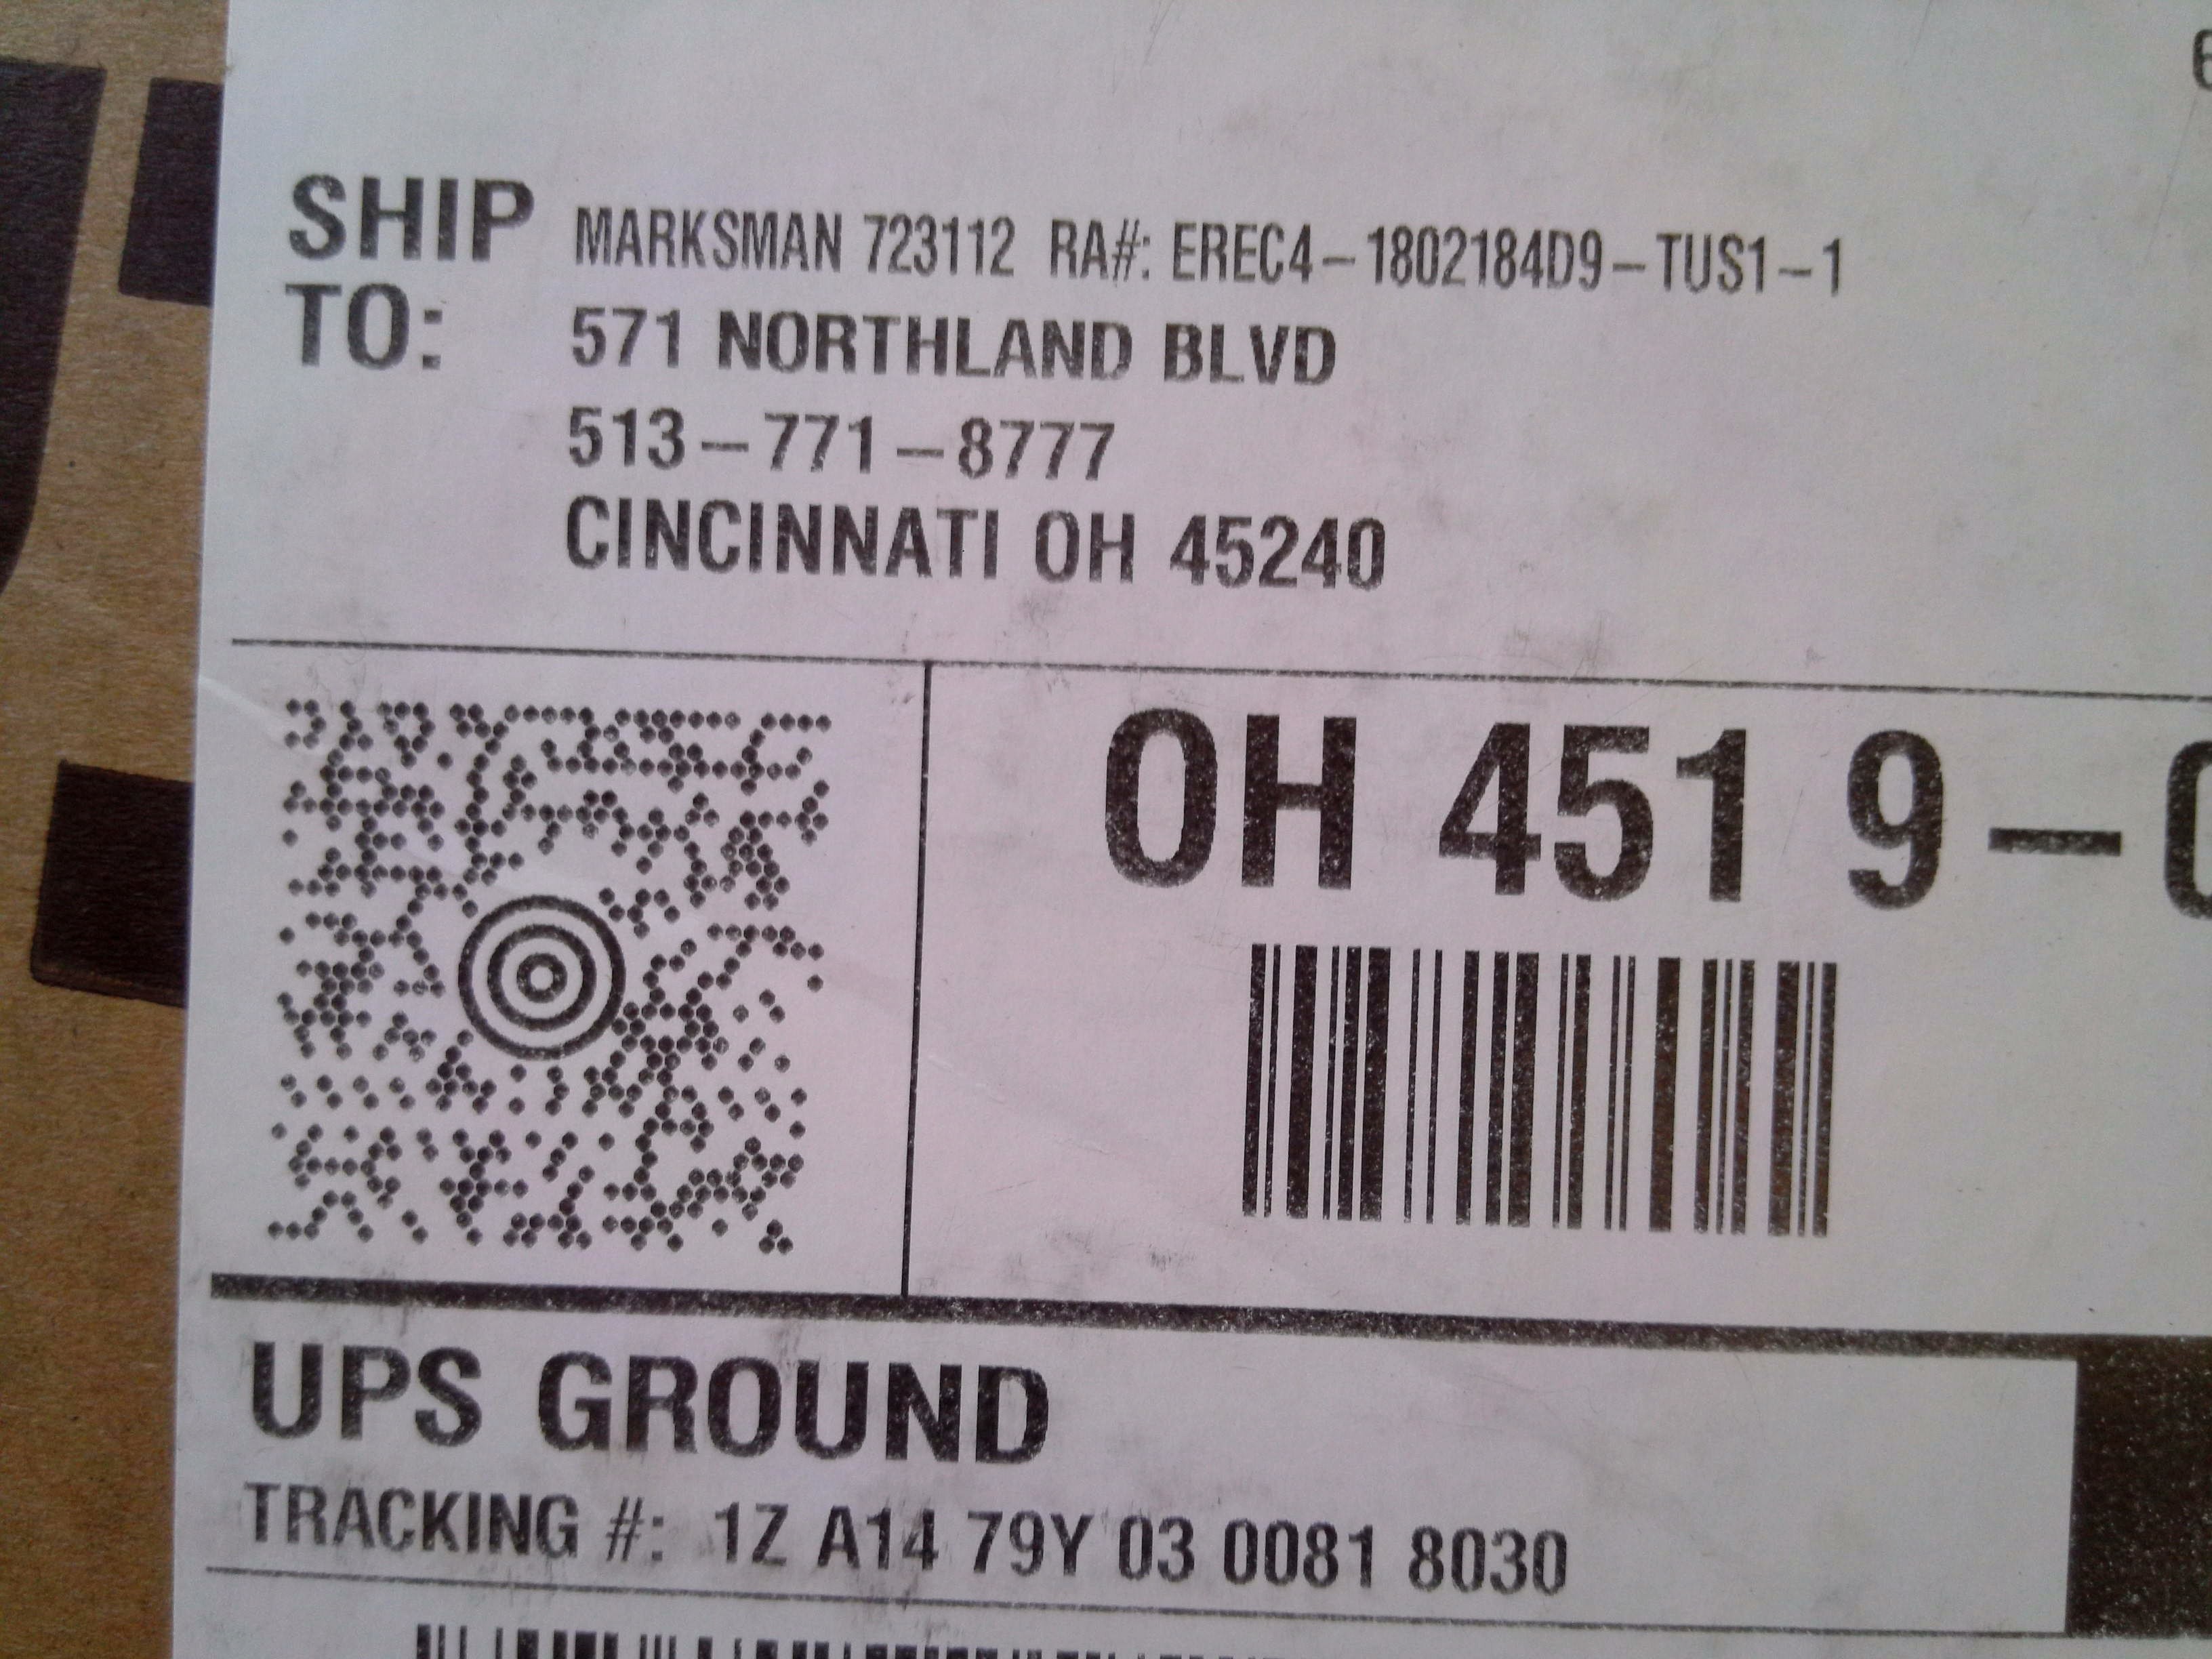 SHIP TO: MARKSMAN 723112 RA#: EREC4-1802184D9-TUS1-1
571 NORTHLAND BLVD
513-771-8777
CINCINNATI OH 45240
OH 451 9-0
UPS GROUND
TRACKING #: 1Z A14 79Y 03 0081 8030